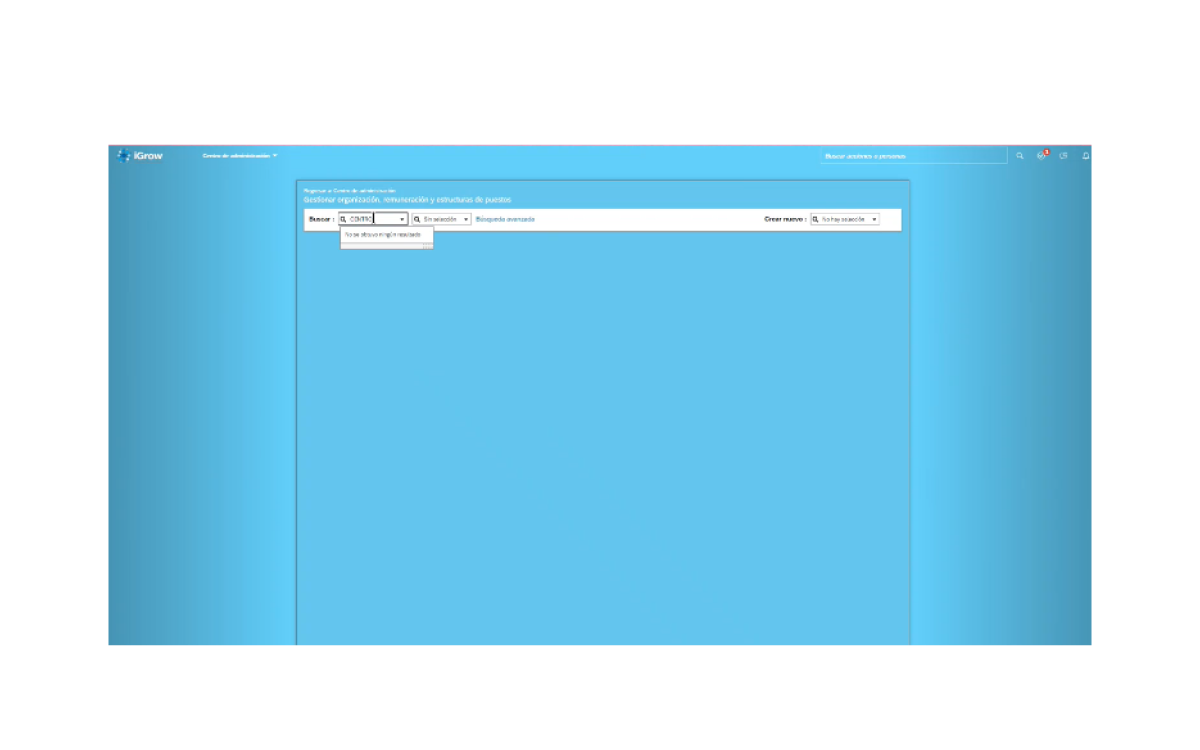 iGrow
Centro de administración
Buscar acciones o personas
3
Regresar a Centro de administración
Gestionar organización, remuneración y estructuras de puestos
Buscar : CENTRO Sin selección Búsqueda avanzada Crear nuevo : No hay selección
No se obtuvo ningún resultado